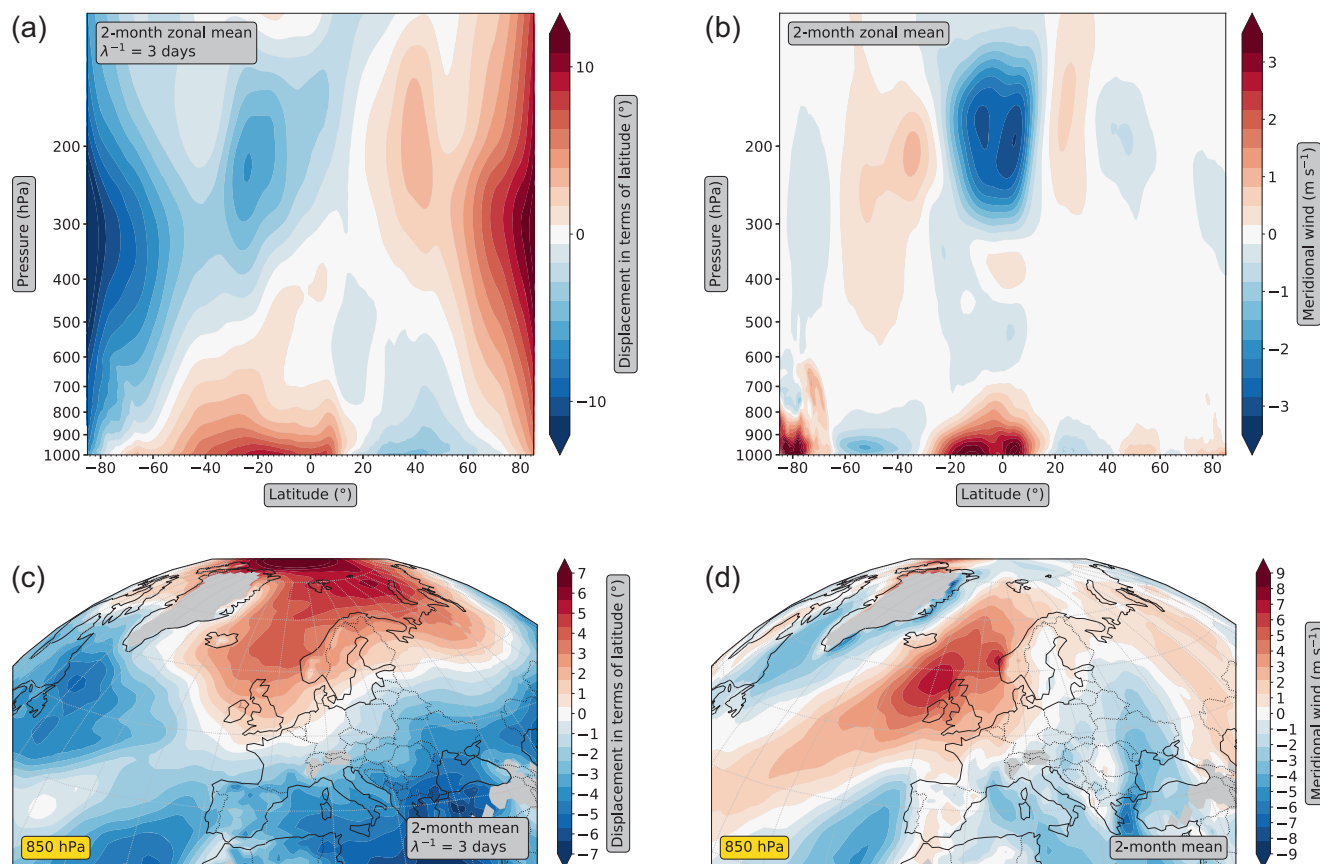 (a)
2-month zonal mean
λ⁻¹ = 3 days
200
300
400
500
600
700
800
900
1000
Pressure (hPa)
−80 −60 −40 −20 0 20 40 60 80
Latitude (°)
10
0
−10
Displacement in terms of latitude (°)
(b)
2-month zonal mean
200
300
400
500
600
700
800
900
1000
Pressure (hPa)
−80 −60 −40 −20 0 20 40 60 80
Latitude (°)
3
2
1
0
−1
−2
−3
Meridional wind (m s⁻¹)
(c)
850 hPa
2-month mean
λ⁻¹ = 3 days
7
6
5
4
3
2
1
0
−1
−2
−3
−4
−5
−6
−7
Displacement in terms of latitude (°)
(d)
850 hPa
2-month mean
9
8
7
6
5
4
3
2
1
0
−1
−2
−3
−4
−5
−6
−7
−8
−9
Meridional wind (m s⁻¹)